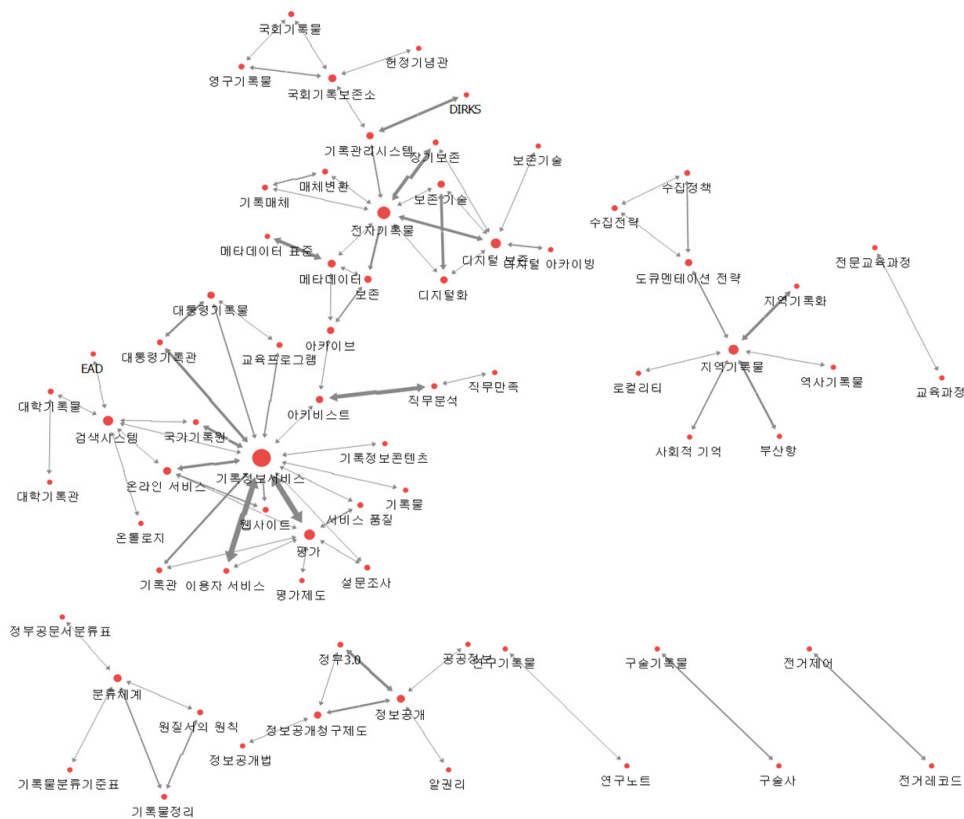 국회기록물
헌정기념관
영구기록물
국회기록보존소
DIRKS
기록관리시스템
장기보존
보존기술
매체변환
기록매체
보존 기술
수집정책
수집전략
전자기록물
메타데이터 표준
디지털 보존
디지털 아카이빙
전문교육과정
메타데이터
보존
디지털화
도큐멘테이션 전략
대통령기록물
지역기록화
아카이브
대통령기록관
교육프로그램
지역기록물
EAD
로컬리티
역사기록물
교육과정
직무분석
직무만족
대학기록물
아키비스트
검색시스템
국가기록원
사회적 기억
부산항
기록정보콘텐츠
기록정보서비스
온라인 서비스
대학기록관
기록물
웹사이트
서비스 품질
온톨로지
평가
기록관
이용자 서비스
평가제도
설문조사
정부공문서분류표
정부3.0
공공정보
연구기록물
구술기록물
전거제어
분류체계
원질서의 원칙
정보공개
정보공개청구제도
정보공개법
기록물분류기준표
알권리
연구노트
구술사
전거레코드
기록물정리